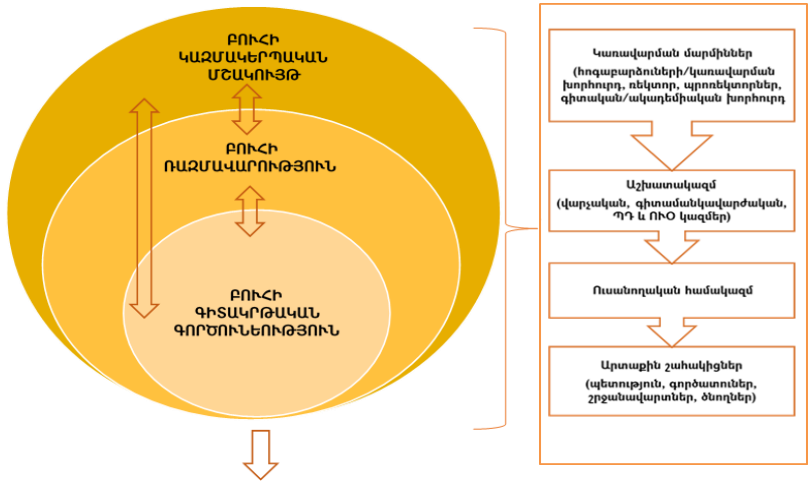 ԲՈՒՀԻ
ԿԱԶՄԱԿԵՐՊԱԿԱՆ
ՄՇԱԿՈՒՅԹ
ԲՈՒՀԻ
ՌԱԶՄԱՎԱՐՈՒԹՅՈՒՆ
ԲՈՒՀԻ
ԳԻՏԱԿՐԹԱԿԱՆ
ԳՈՐԾՈՒՆԵՈՒԹՅՈՒՆ
Կառավարման մարմիններ
(հոգաբարձուների/կառավարման
խորհուրդ, ռեկտոր, պրոռեկտորներ,
գիտական/ակադեմիական խորհուրդ
Աշխատակազմ
(վարչական, գիտամանկավարժական,
ՊԴ և ՈՒՕ կազմեր)
Ուսանողական համակազմ
Արտաքին շահակիցներ
(պետություն, գործատուներ,
շրջանավարտներ, ծնողներ)